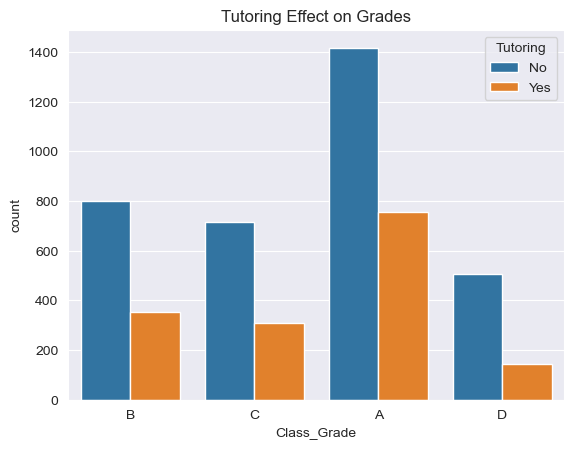 Tutoring Effect on Grades
Tutoring
No
Yes
1400
1200
1000
800
600
400
200
0
count
B
C
A
D
Class_Grade